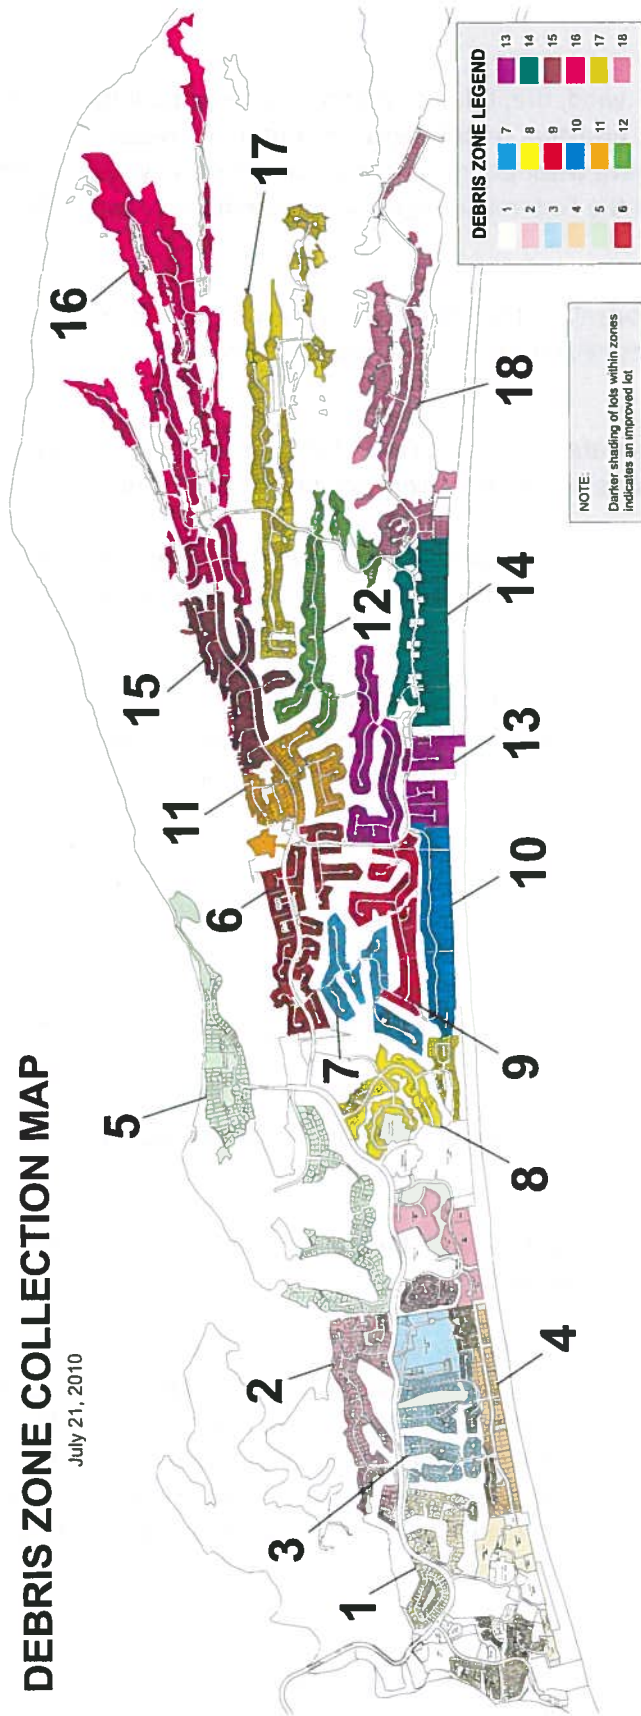 DEBRIS ZONE COLLECTION MAP
July 21, 2010
1
2
3
4
5
6
7
8
9
10
11
12
13
14
15
16
17
18
DEBRIS ZONE LEGEND
1 7 13
2 8 14
3 9 15
4 10 16
5 11 17
6 12 18
NOTE:
Darker shading of lots within zones
indicates an improved lot